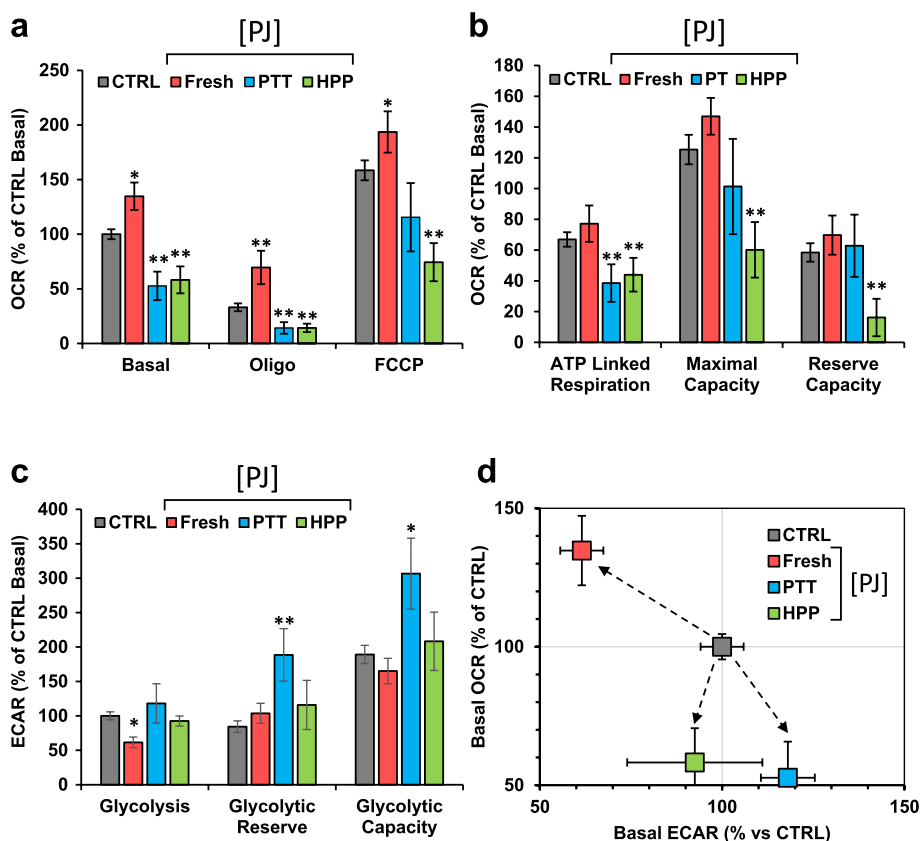 a
[PJ]
OCR (% of CTRL Basal)
CTRL Fresh PTT HPP
250
200
150
100
50
0
* ** **
** ** **
* **
Basal Oligo FCCP
b
[PJ]
OCR (% of CTRL Basal)
CTRL Fresh PT HPP
180
160
140
120
100
80
60
40
20
0
** **
**
**
ATP Linked Respiration
Maximal Capacity
Reserve Capacity
c
[PJ]
ECAR (% of CTRL Basal)
CTRL Fresh PTT HPP
400
350
300
250
200
150
100
50
0
*
**
*
Glycolysis
Glycolytic Reserve
Glycolytic Capacity
d
Basal OCR (% of CTRL)
150
100
50
CTRL
Fresh
PTT
HPP
[PJ]
50 100 150
Basal ECAR (% vs CTRL)